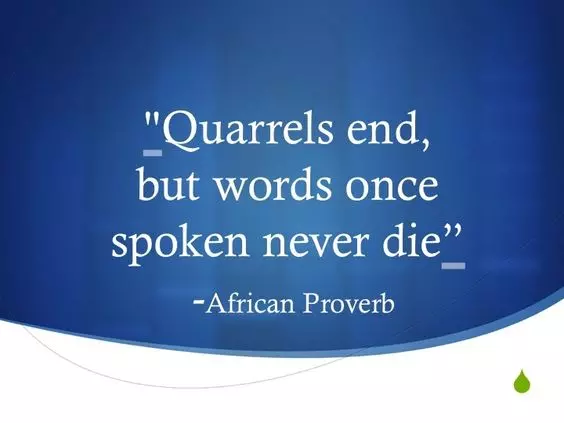 "Quarrels end,
but words once
spoken never die”
-African Proverb